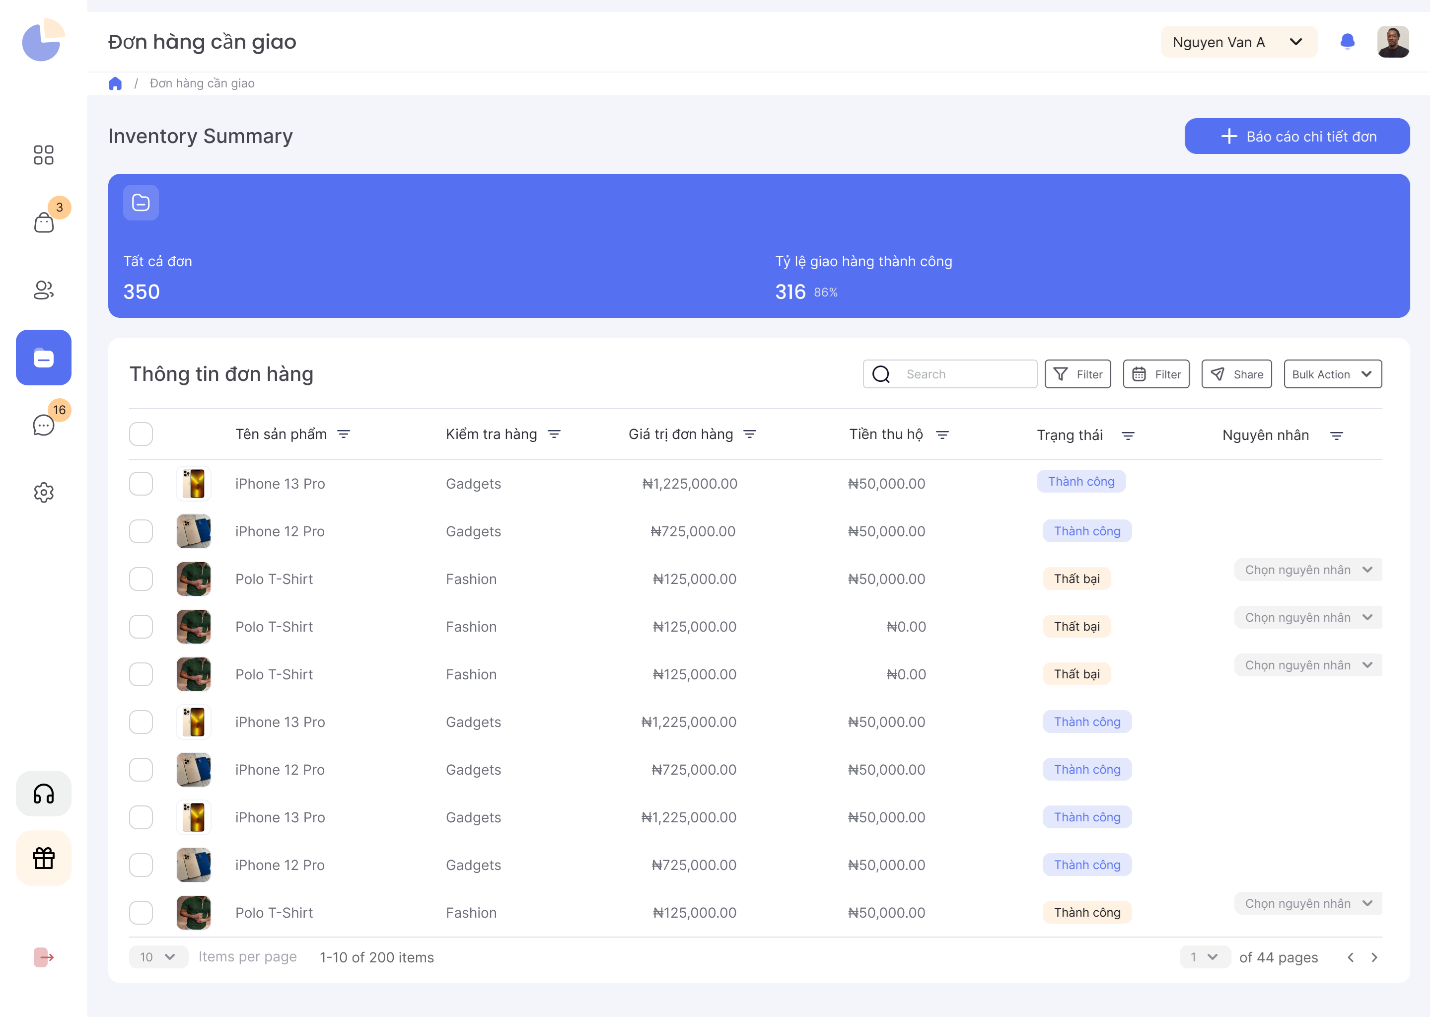 Đơn hàng cần giao
Nguyen Van A
/ Đơn hàng cần giao
Inventory Summary
Báo cáo chi tiết đơn
3
Tất cả đơn
Tỷ lệ giao hàng thành công
350
316 86%
Thông tin đơn hàng
Search
Filter
Filter
Share
Bulk Action
16
Tên sản phẩm
Kiểm tra hàng
Giá trị đơn hàng
Tiền thu hộ
Trạng thái
Nguyên nhân
iPhone 13 Pro Gadgets ₦1,225,000.00 ₦50,000.00 Thành công
iPhone 12 Pro Gadgets ₦725,000.00 ₦50,000.00 Thành công
Polo T-Shirt Fashion ₦125,000.00 ₦50,000.00 Thất bại Chọn nguyên nhân
Polo T-Shirt Fashion ₦125,000.00 ₦0.00 Thất bại Chọn nguyên nhân
Polo T-Shirt Fashion ₦125,000.00 ₦0.00 Thất bại Chọn nguyên nhân
iPhone 13 Pro Gadgets ₦1,225,000.00 ₦50,000.00 Thành công
iPhone 12 Pro Gadgets ₦725,000.00 ₦50,000.00 Thành công
iPhone 13 Pro Gadgets ₦1,225,000.00 ₦50,000.00 Thành công
iPhone 12 Pro Gadgets ₦725,000.00 ₦50,000.00 Thành công
Polo T-Shirt Fashion ₦125,000.00 ₦50,000.00 Thành công Chọn nguyên nhân
10 Items per page 1-10 of 200 items
1 of 44 pages